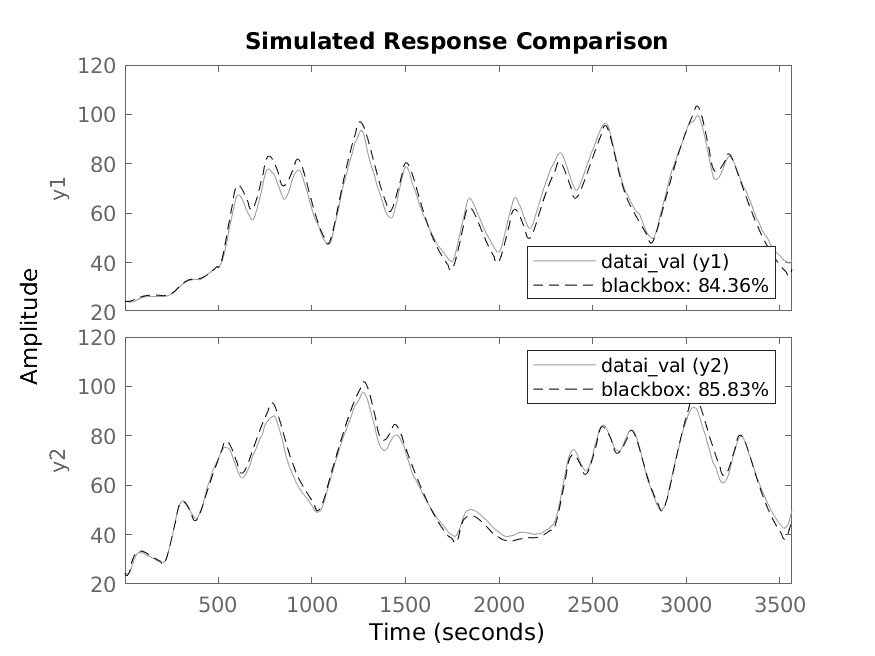 Simulated Response Comparison
120
100
80
60
40
20
y1
datai_val (y1)
blackbox: 84.36%
Amplitude
120
100
80
60
40
20
y2
datai_val (y2)
blackbox: 85.83%
500 1000 1500 2000 2500 3000 3500
Time (seconds)